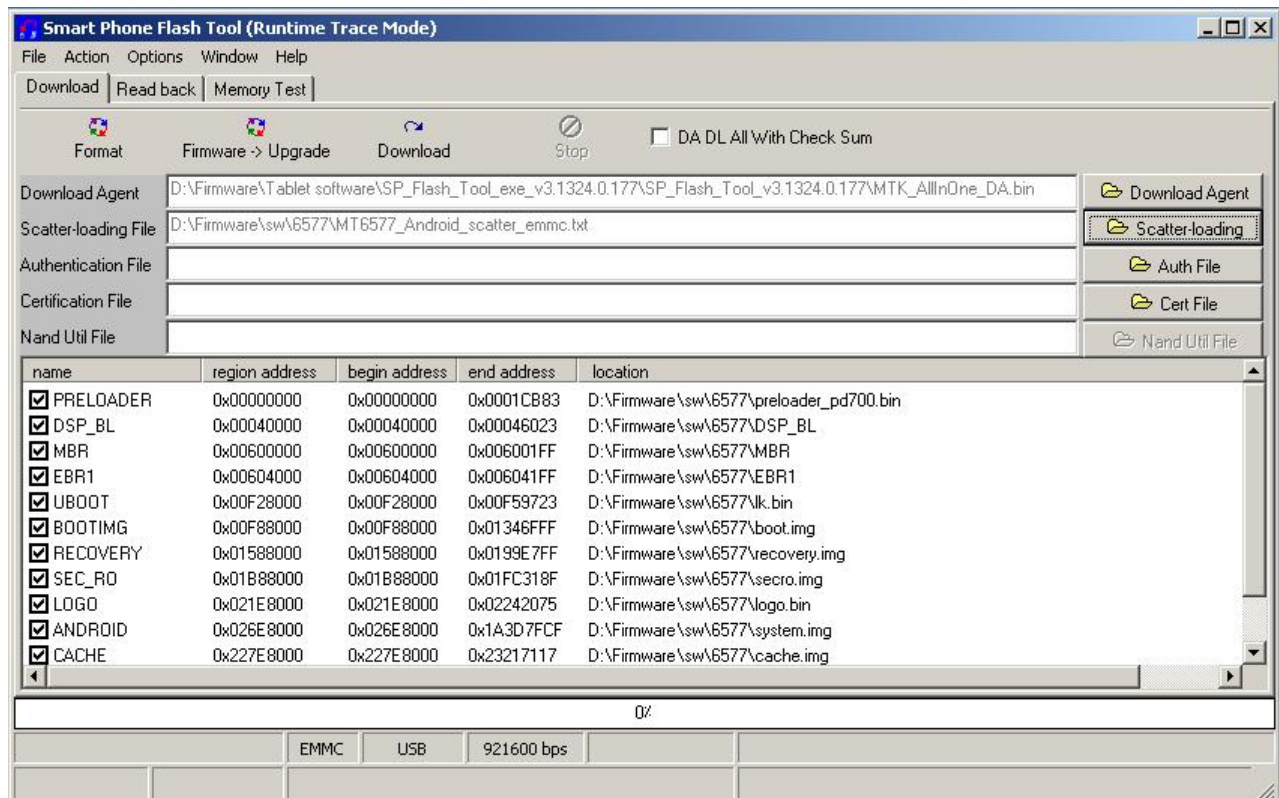 Smart Phone Flash Tool (Runtime Trace Mode)
File Action Options Window Help
Download Read back Memory Test
Format Firmware -> Upgrade Download Stop DA DL All With Check Sum
Download Agent D:\Firmware\Tablet software\SP_Flash_Tool_exe_v3.1324.0.177\SP_Flash_Tool_v3.1324.0.177\MTK_AllInOne_DA.bin Download Agent
Scatter-loading File D:\Firmware\sw\6577\MT6577_Android_scatter_emmc.txt Scatter-loading
Authentication File Auth File
Certification File Cert File
Nand Util File Nand Util File
name region address begin address end address location
PRELOADER 0x00000000 0x00000000 0x0001CB83 D:\Firmware\sw\6577\preloader_pd700.bin
DSP_BL 0x00040000 0x00040000 0x00046023 D:\Firmware\sw\6577\DSP_BL
MBR 0x00600000 0x00600000 0x006001FF D:\Firmware\sw\6577\MBR
EBR1 0x00604000 0x00604000 0x006041FF D:\Firmware\sw\6577\EBR1
UBOOT 0x00F28000 0x00F28000 0x00F59723 D:\Firmware\sw\6577\lk.bin
BOOTIMG 0x00F88000 0x00F88000 0x01346FFF D:\Firmware\sw\6577\boot.img
RECOVERY 0x01588000 0x01588000 0x0199E7FF D:\Firmware\sw\6577\recovery.img
SEC_RO 0x01B88000 0x01B88000 0x01FC318F D:\Firmware\sw\6577\secro.img
LOGO 0x021E8000 0x021E8000 0x02242075 D:\Firmware\sw\6577\logo.bin
ANDROID 0x026E8000 0x026E8000 0x1A3D7FCF D:\Firmware\sw\6577\system.img
CACHE 0x227E8000 0x227E8000 0x23217117 D:\Firmware\sw\6577\cache.img
0%
EMMC USB 921600 bps